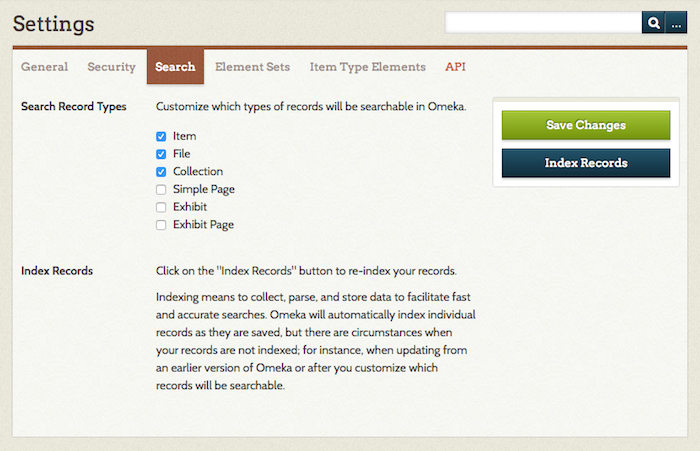 Settings
...
General Security Search Element Sets Item Type Elements API
Search Record Types
Customize which types of records will be searchable in Omeka.
Item
File
Collection
Simple Page
Exhibit
Exhibit Page
Save Changes
Index Records
Index Records
Click on the "Index Records" button to re-index your records.
Indexing means to collect, parse, and store data to facilitate fast
and accurate searches. Omeka will automatically index individual
records as they are saved, but there are circumstances when
your records are not indexed; for instance, when updating from
an earlier version of Omeka or after you customize which
records will be searchable.